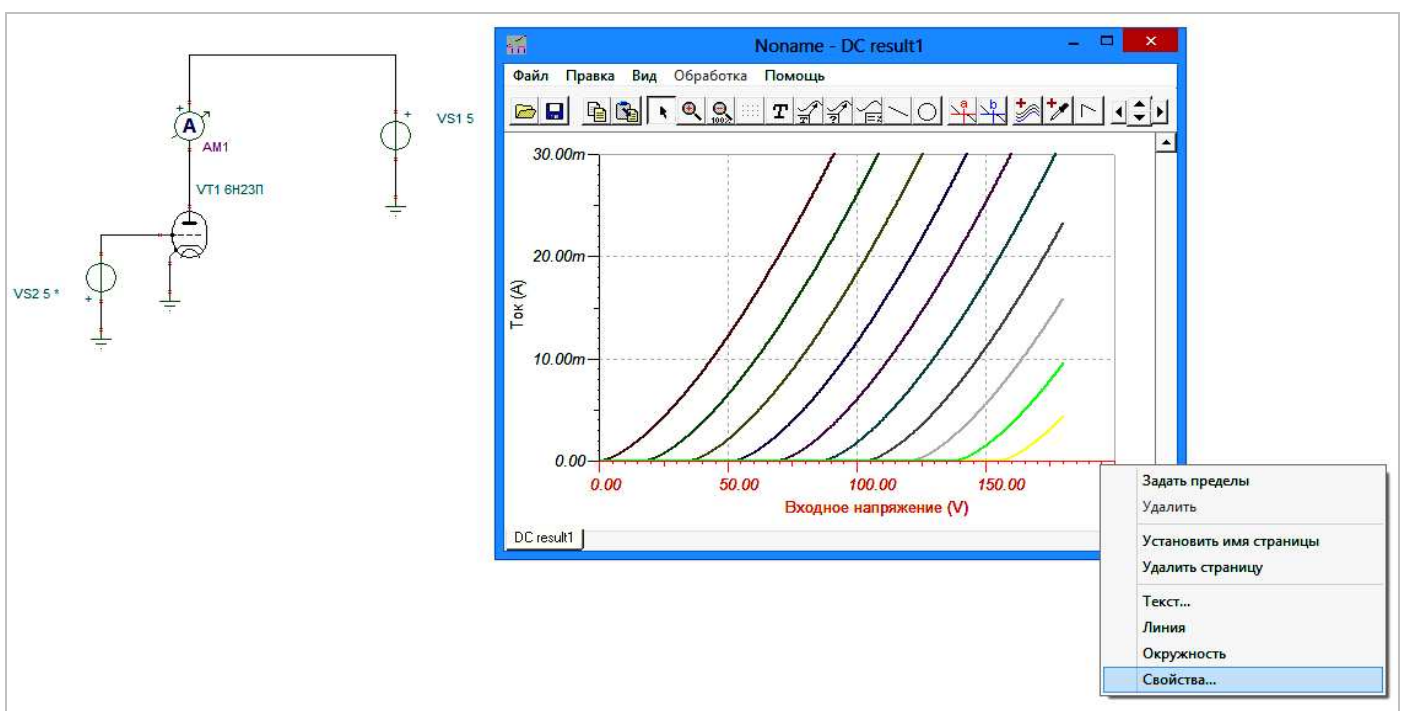 VS1 5
A
AM1
VT1 6Н23П
VS2 5 *
Noname - DC result1
Файл Правка Вид Обработка Помощь
100%
T
a
b
30.00m
20.00m
10.00m
0.00
Ток (A)
0.00 50.00 100.00 150.00
Входное напряжение (V)
DC result1
Задать пределы
Удалить
Установить имя страницы
Удалить страницу
Текст...
Линия
Окружность
Свойства...